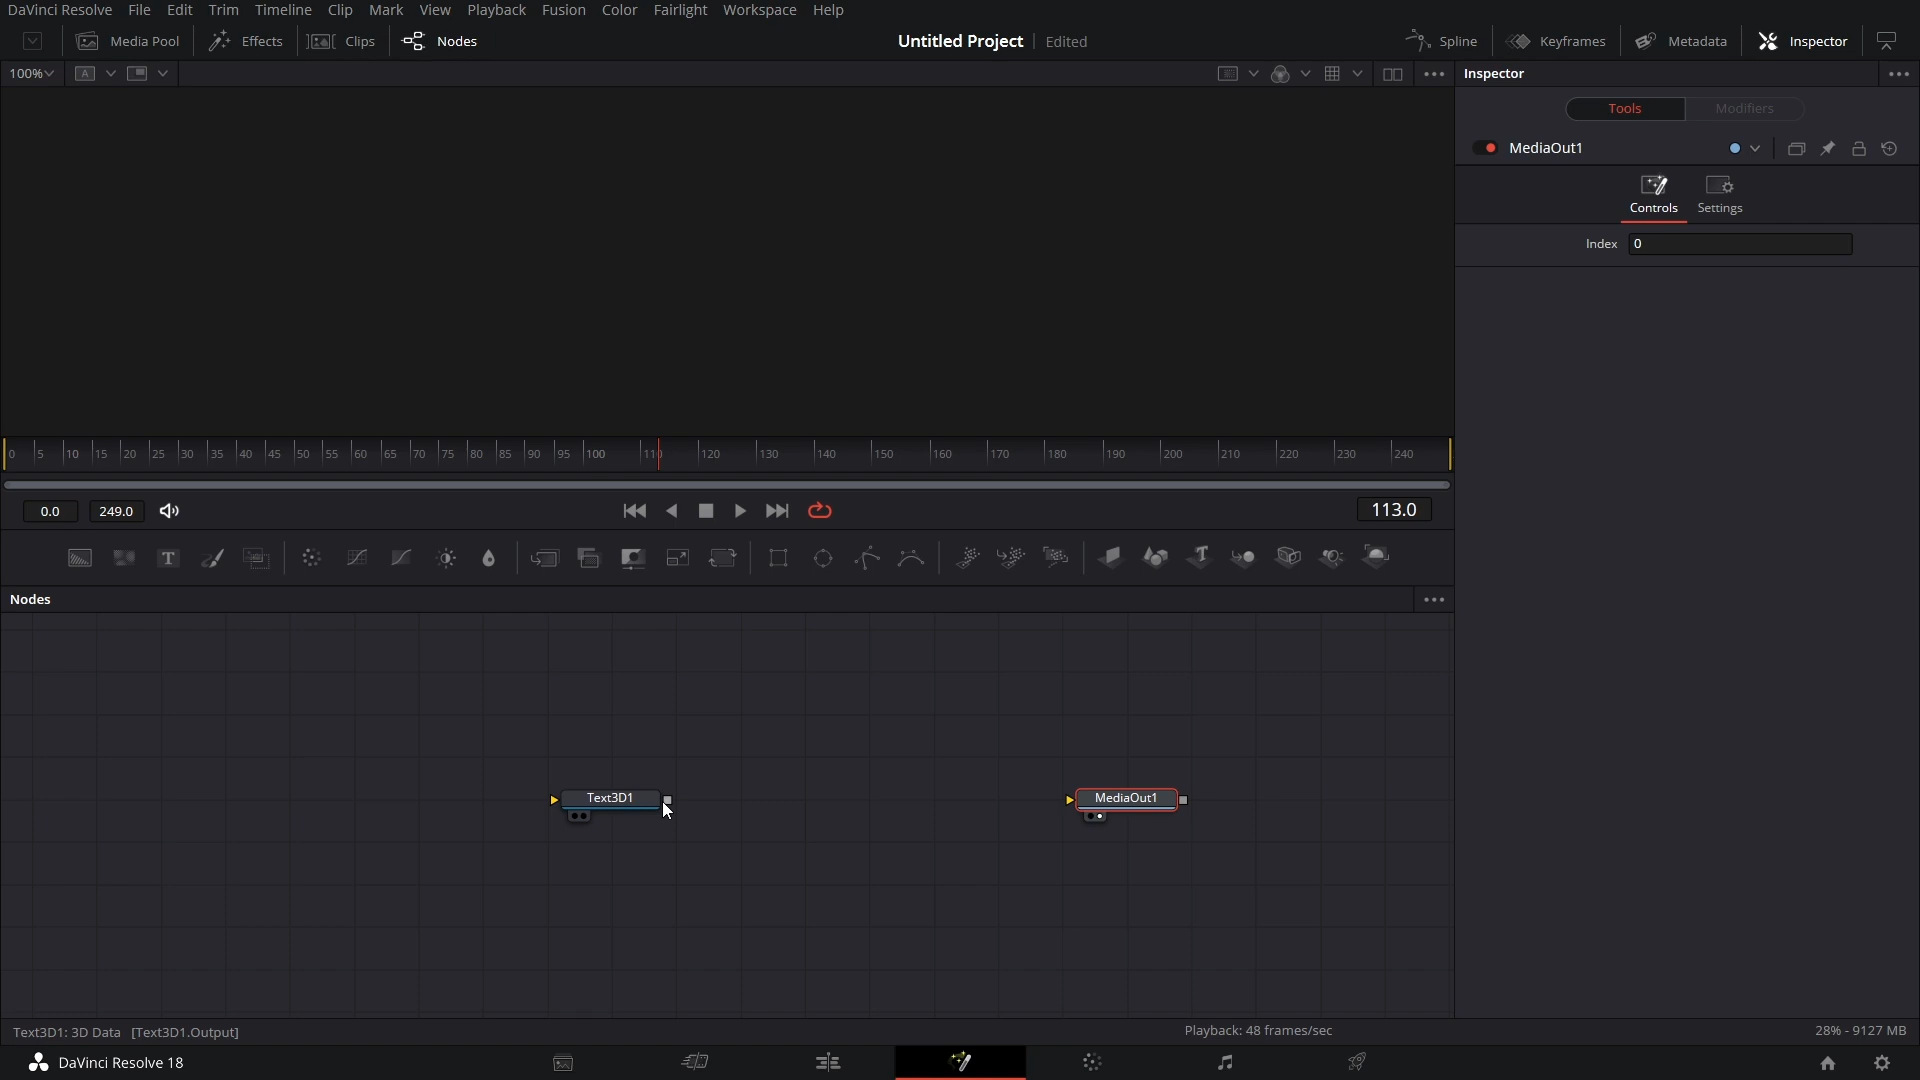 DaVinci Resolve File Edit Trim Timeline Clip Mark View Playback Fusion Color Fairlight Workspace Help
Media Pool Effects Clips Nodes Untitled Project Edited Spline Keyframes Metadata Inspector
100% A Inspector
Tools Modifiers
MediaOut1
Controls Settings
Index 0
0 5 10 15 20 25 30 35 40 45 50 55 60 65 70 75 80 85 90 95 100 110 120 130 140 150 160 170 180 190 200 210 220 230 240
0.0 249.0 113.0
T T
Nodes
Text3D1 MediaOut1
Text3D1: 3D Data [Text3D1.Output] Playback: 48 frames/sec 28% - 9127 MB
DaVinci Resolve 18